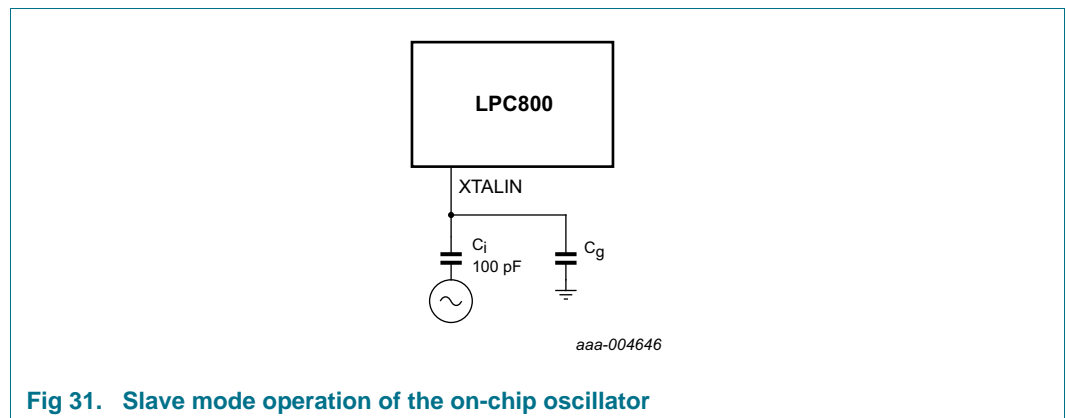 LPC800
XTALIN
Ci
100 pF
Cg
aaa-004646
Fig 31. Slave mode operation of the on-chip oscillator